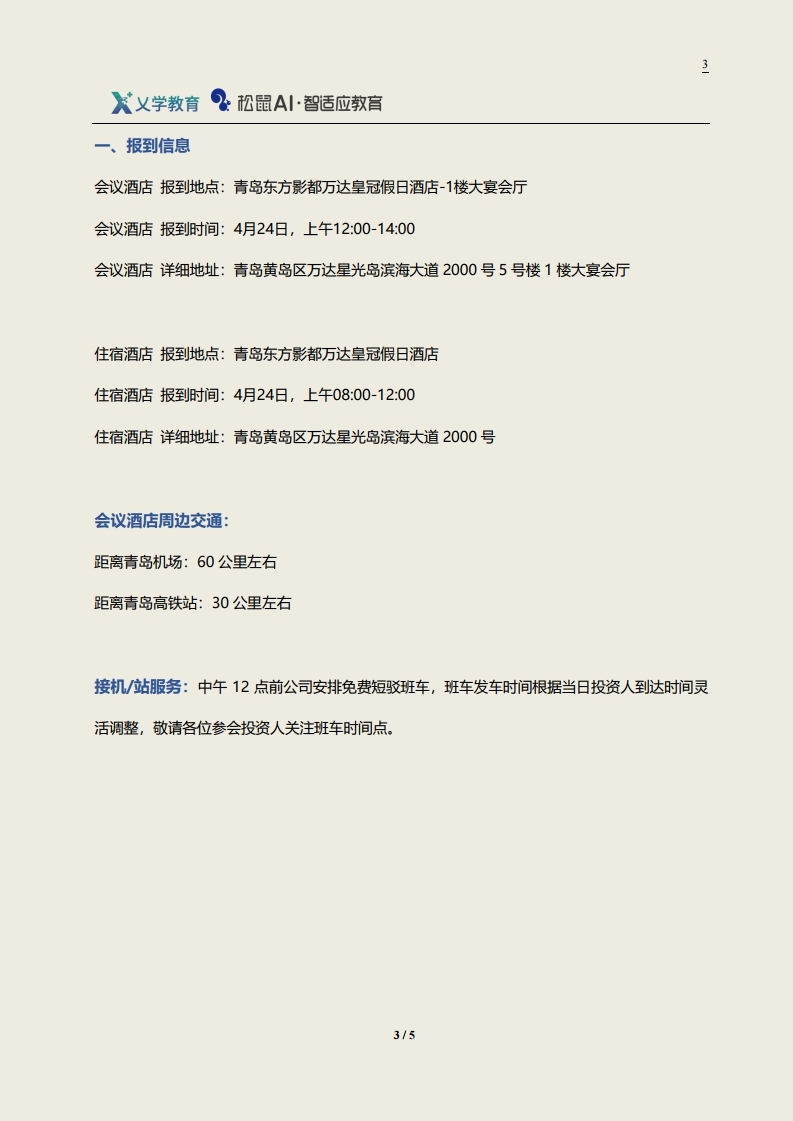 3
乂学教育 松鼠AI·智适应教育
一、报到信息
会议酒店 报到地点：青岛东方影都万达皇冠假日酒店-1楼大宴会厅
会议酒店 报到时间：4月24日，上午12:00-14:00
会议酒店 详细地址：青岛黄岛区万达星光岛滨海大道 2000 号 5 号楼 1 楼大宴会厅
住宿酒店 报到地点：青岛东方影都万达皇冠假日酒店
住宿酒店 报到时间：4月24日，上午08:00-12:00
住宿酒店 详细地址：青岛黄岛区万达星光岛滨海大道 2000 号
会议酒店周边交通：
距离青岛机场：60 公里左右
距离青岛高铁站：30 公里左右
接机/站服务：中午 12 点前公司安排免费短驳班车，班车发车时间根据当日投资人到达时间灵
活调整，敬请各位参会投资人关注班车时间点。
3 / 5